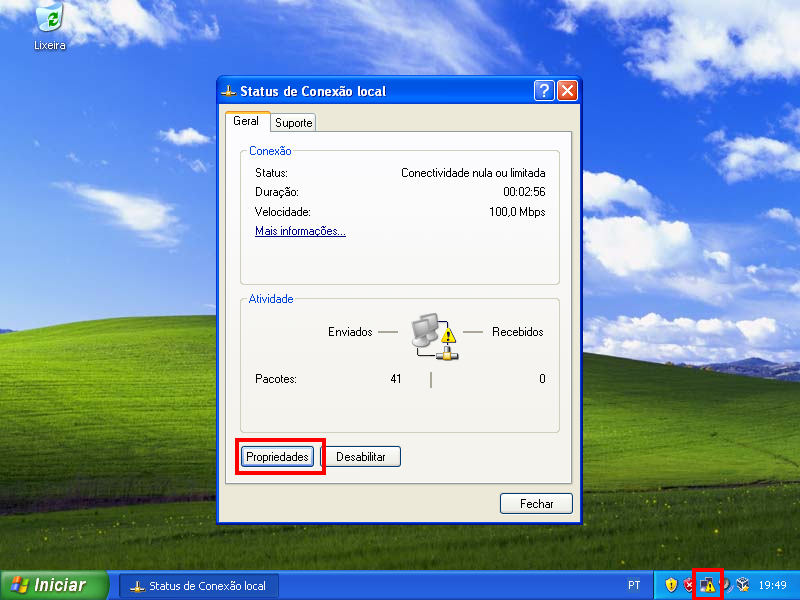 Lixeira
Status de Conexão local
Geral
Suporte
Conexão
Status: Conectividade nula ou limitada
Duração: 00:02:56
Velocidade: 100,0 Mbps
Mais informações...
Atividade
Enviados Recebidos
Pacotes: 41 0
Propriedades Desabilitar
Fechar
Iniciar Status de Conexão local PT 19:49